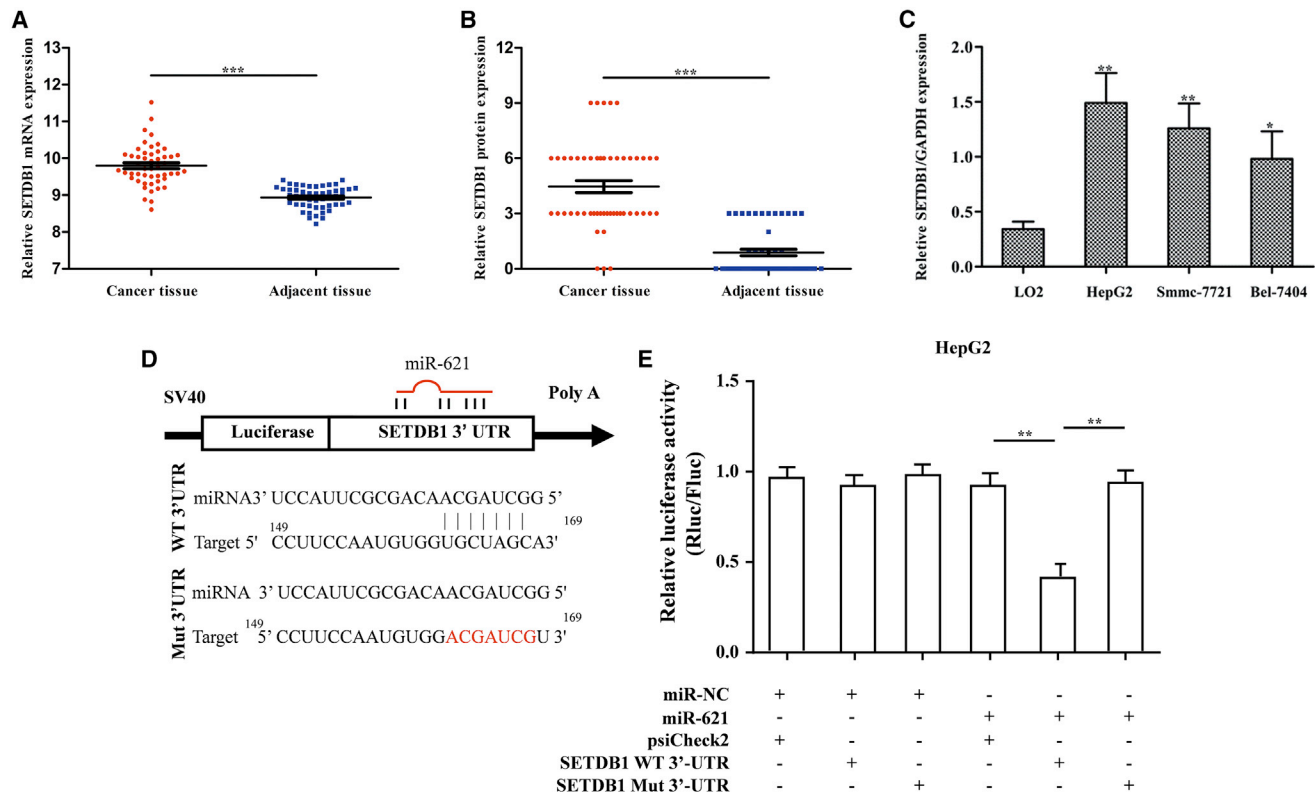 A
Relative SETDB1 mRNA expression
13
12
11
10
9
8
7
***
Cancer tissue
Adjacent tissue
B
Relative SETDB1 protein expression
12
9
6
3
0
***
Cancer tissue
Adjacent tissue
C
Reletive SETDB1/GAPDH expression
2.0
1.5
1.0
0.5
0.0
**
**
*
LO2
HepG2
Smmc-7721
Bel-7404
D
miR-621
SV40
Poly A
Luciferase
SETDB1 3' UTR
WT 3'UTR
miRNA3' UCCAUUCGCGACAACGAUCGG 5'
149
169
Target 5' CCUUCCAAUGUGGUGCUAGCA3'
Mut 3'UTR
miRNA 3' UCCAUUCGCGACAACGAUCGG 5'
149
169
Target 5' CCUUCCAAUGUGGACGAUCGU 3'
E
HepG2
Relative luciferase activity
(Rluc/Fluc)
1.5
1.0
0.5
0.0
**
**
miR-NC + + + - - -
miR-621 - - - + + +
psiCheck2 + - - + - -
SETDB1 WT 3'-UTR - + - - + -
SETDB1 Mut 3'-UTR - - + - - +